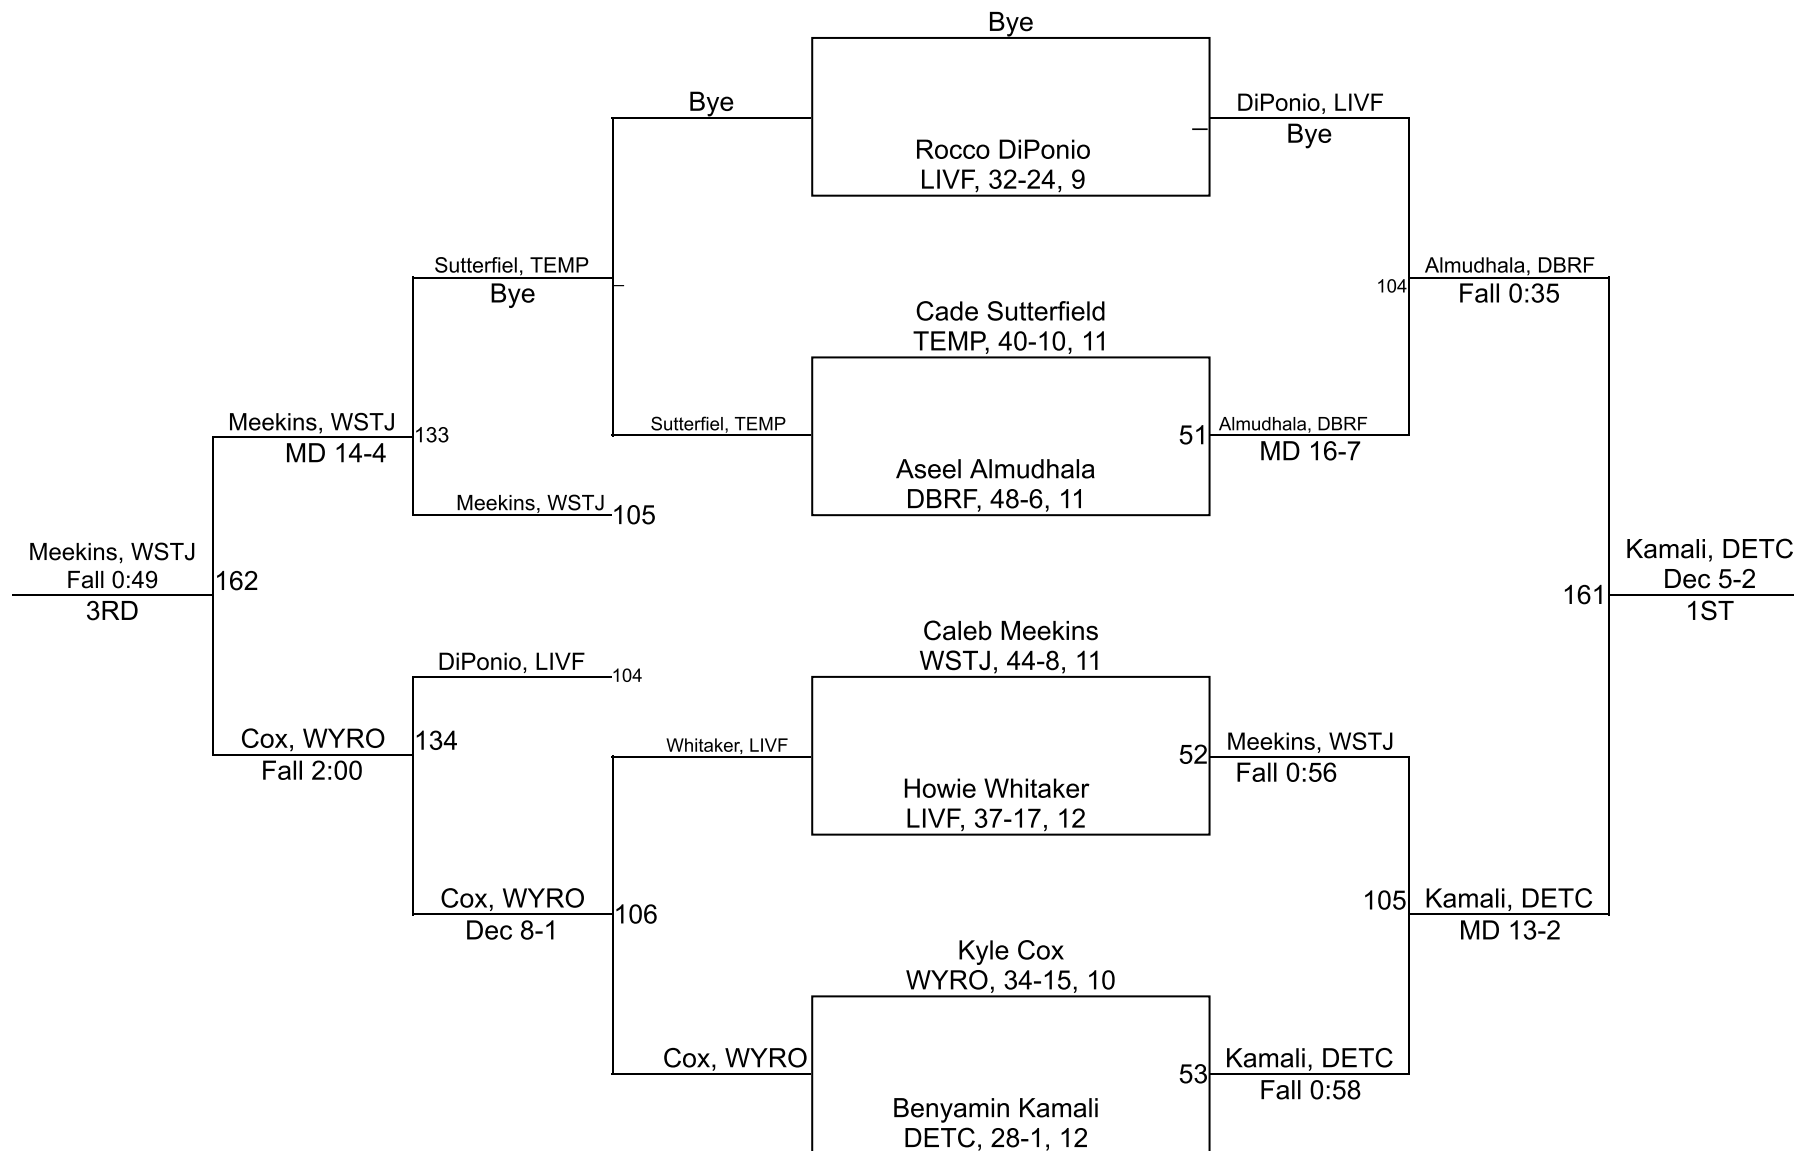 Bye
Bye
DiPonio, LIVF
Bye
Rocco DiPonio
LIVF, 32-24, 9
Sutterfiel, TEMP
Bye
Almudhala, DBRF
104
Fall 0:35
Cade Sutterfield
TEMP, 40-10, 11
Meekins, WSTJ
133
MD 14-4
Sutterfiel, TEMP
51
Almudhala, DBRF
MD 16-7
Aseel Almudhala
DBRF, 48-6, 11
Meekins, WSTJ
105
Meekins, WSTJ
Fall 0:49
162
3RD
Kamali, DETC
Dec 5-2
161
1ST
Caleb Meekins
WSTJ, 44-8, 11
DiPonio, LIVF
104
Cox, WYRO
134
Fall 2:00
Whitaker, LIVF
52
Meekins, WSTJ
Fall 0:56
Howie Whitaker
LIVF, 37-17, 12
Cox, WYRO
106
Dec 8-1
105
Kamali, DETC
MD 13-2
Kyle Cox
WYRO, 34-15, 10
Cox, WYRO
53
Kamali, DETC
Fall 0:58
Benyamin Kamali
DETC, 28-1, 12